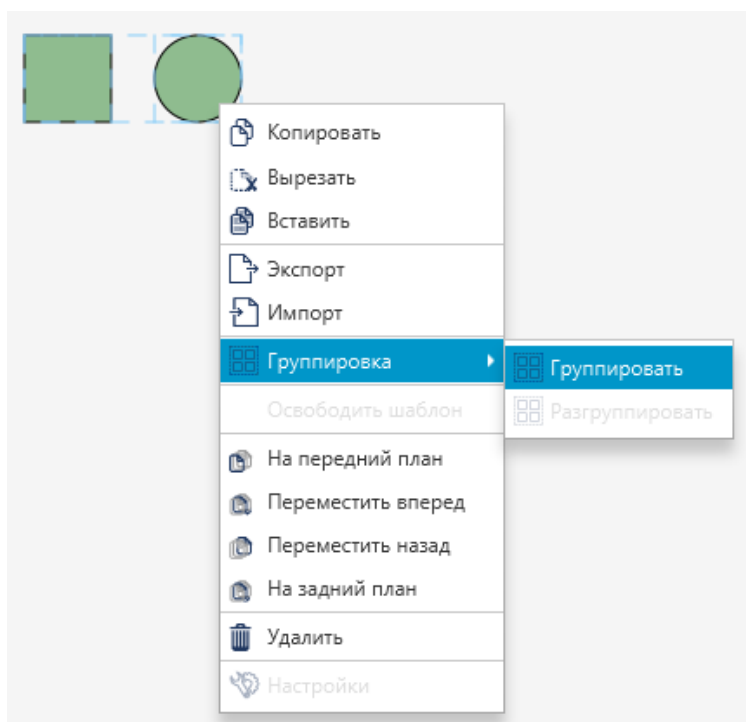 Копировать
Вырезать
Вставить
Экспорт
Импорт
Группировка
Группировать
Освободить шаблон
Разгруппировать
На передний план
Переместить вперед
Переместить назад
На задний план
Удалить
Настройки